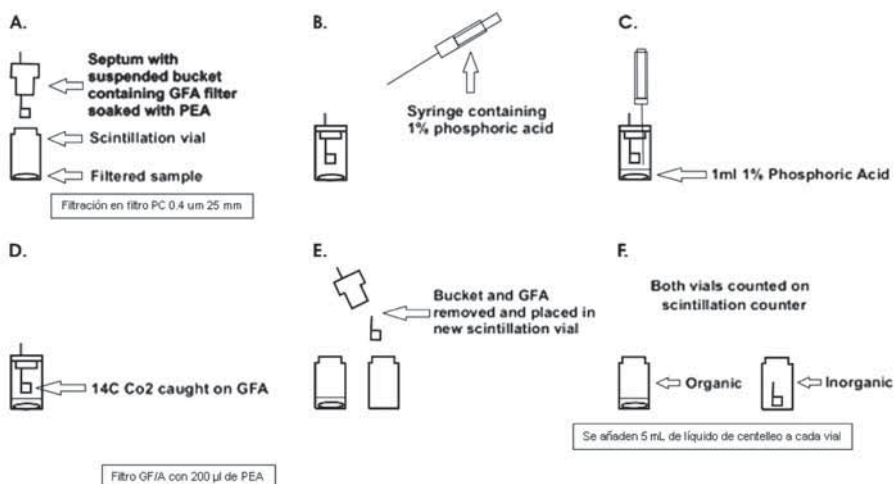 A.
Septum with
suspended bucket
containing GFA filter
soaked with PEA
Scintillation vial
Filtered sample
Filtración en filtro PC 0.4 um 25 mm
B.
Syringe containing
1% phosphoric acid
C.
1ml 1% Phosphoric Acid
D.
14C Co2 caught on GFA
Filtro GF/A con 200 µl de PEA
E.
Bucket and GFA
removed and placed in
new scintillation vial
F.
Both vials counted on
scintillation counter
Organic
Inorganic
Se añaden 5 mL de líquido de centelleo a cada vial